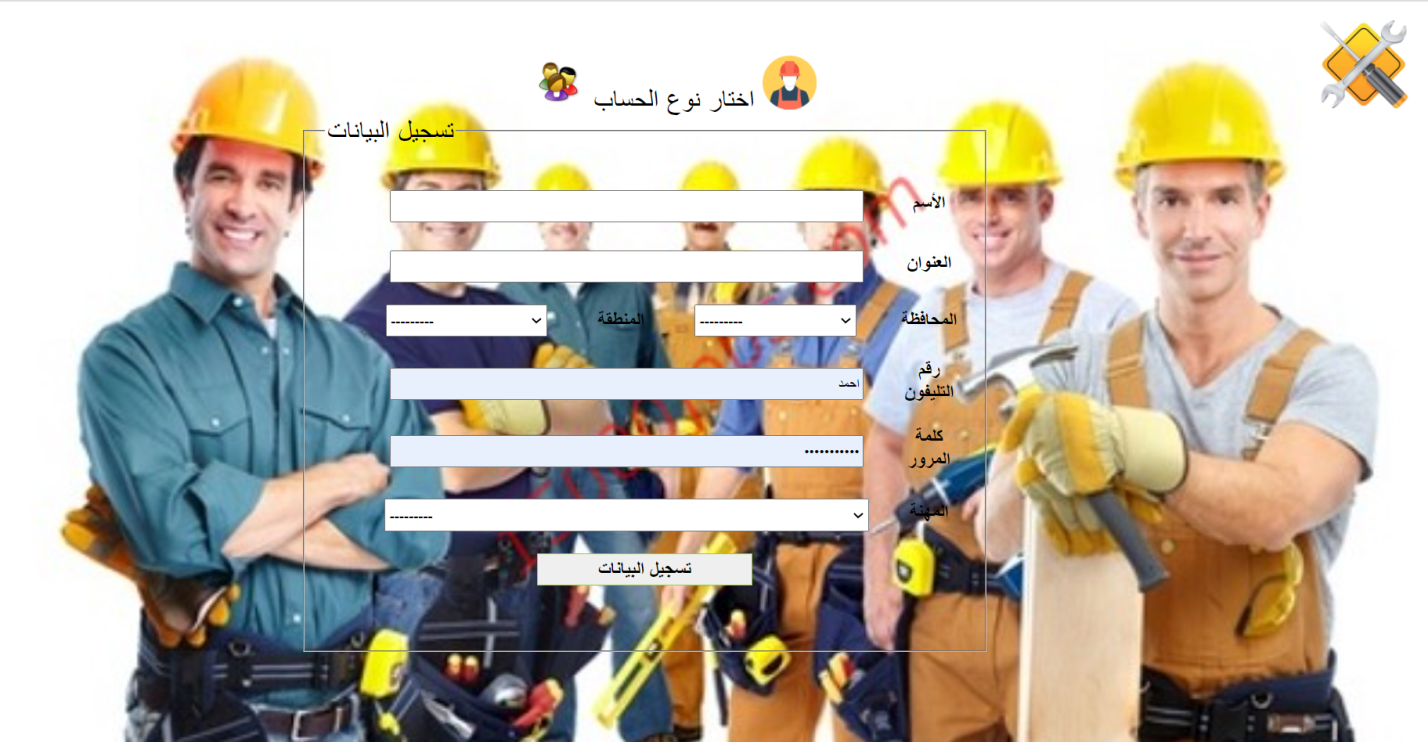 اختار نوع الحساب
تسجيل البيانات
الأسم
العنوان
المحافظة
---------
المنطقة
---------
رقم
التليفون
احمد
كلمة
المرور
•••••••••••
المهنة
---------
تسجيل البيانات